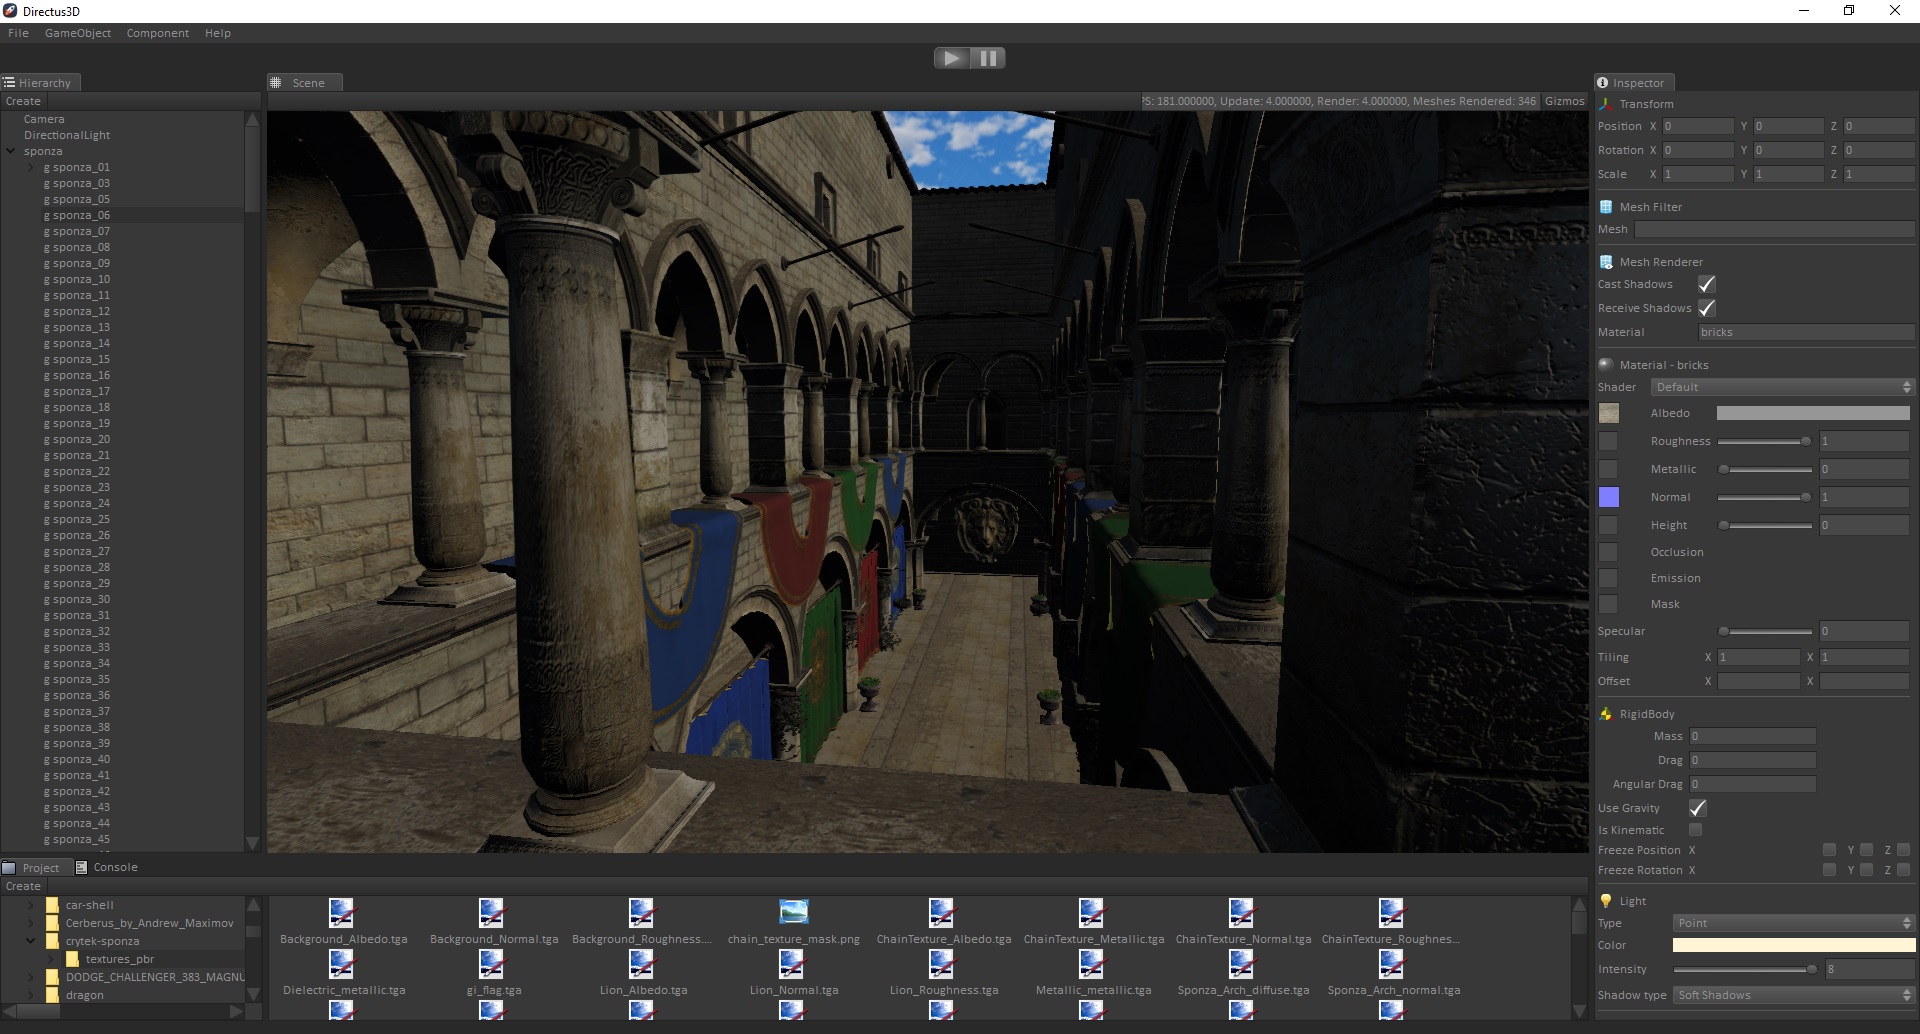 Directus3D
File GameObject Component Help
Hierarchy
Create
Camera
DirectionalLight
sponza
g sponza_01
g sponza_03
g sponza_05
g sponza_06
g sponza_07
g sponza_08
g sponza_09
g sponza_10
g sponza_11
g sponza_12
g sponza_13
g sponza_14
g sponza_15
g sponza_16
g sponza_17
g sponza_18
g sponza_19
g sponza_20
g sponza_21
g sponza_22
g sponza_23
g sponza_24
g sponza_25
g sponza_26
g sponza_27
g sponza_28
g sponza_29
g sponza_30
g sponza_31
g sponza_32
g sponza_33
g sponza_34
g sponza_35
g sponza_36
g sponza_37
g sponza_38
g sponza_39
g sponza_40
g sponza_41
g sponza_42
g sponza_43
g sponza_44
g sponza_45
Scene
PS: 181.000000, Update: 4.000000, Render: 4.000000, Meshes Rendered: 346 Gizmos
Inspector
Transform
Position X 0 Y 0 Z 0
Rotation X 0 Y 0 Z 0
Scale X 1 Y 1 Z 1
Mesh Filter
Mesh
Mesh Renderer
Cast Shadows
Receive Shadows
Material bricks
Material - bricks
Shader Default
Albedo
Roughness 1
Metallic 0
Normal 1
Height 0
Occlusion
Emission
Mask
Specular 0
Tiling X 1 X 1
Offset X X
RigidBody
Mass 0
Drag 0
Angular Drag 0
Use Gravity
Is Kinematic
Freeze Position X Y Z
Freeze Rotation X Y Z
Light
Type Point
Color
Intensity 8
Shadow type Soft Shadows
Project Console
Create
car-shell
Cerberus_by_Andrew_Maximov
crytek-sponza
textures_pbr
DODGE_CHALLENGER_383_MAGNU
dragon
Background_Albedo.tga Background_Normal.tga Background_Roughness.... chain_texture_mask.png ChainTexture_Albedo.tga ChainTexture_Metallic.tga ChainTexture_Normal.tga ChainTexture_Roughnes...
Dielectric_metallic.tga gi_flag.tga Lion_Albedo.tga Lion_Normal.tga Lion_Roughness.tga Metallic_metallic.tga Sponza_Arch_diffuse.tga Sponza_Arch_normal.tga